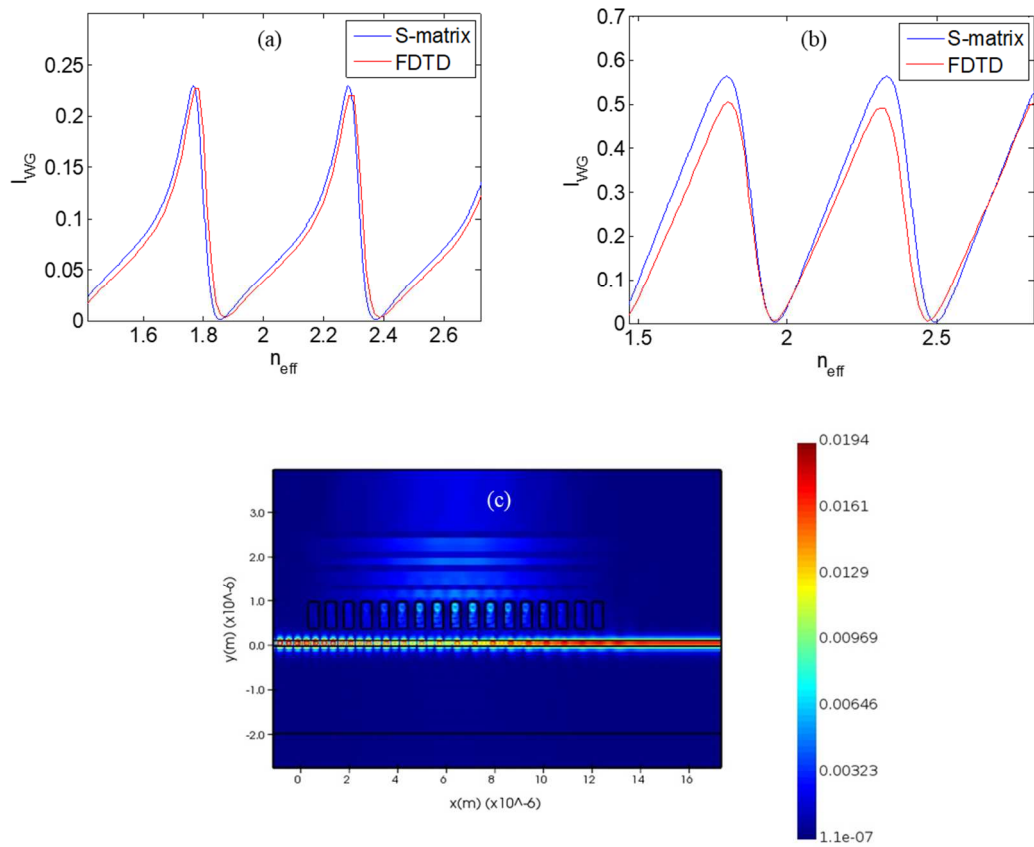 (a)
S-matrix
FDTD
0.25
0.2
0.15
0.1
0.05
0
1.6 1.8 2 2.2 2.4 2.6
I_WG
n_eff
(b)
S-matrix
FDTD
0.7
0.6
0.5
0.4
0.3
0.2
0.1
0
1.5 2 2.5
I_WG
n_eff
(c)
3.0
2.0
1.0
0.0
-1.0
-2.0
y(m) (x10^-6)
0 2 4 6 8 10 12 14 16
x(m) (x10^-6)
0.0194
0.0161
0.0129
0.00969
0.00646
0.00323
1.1e-07